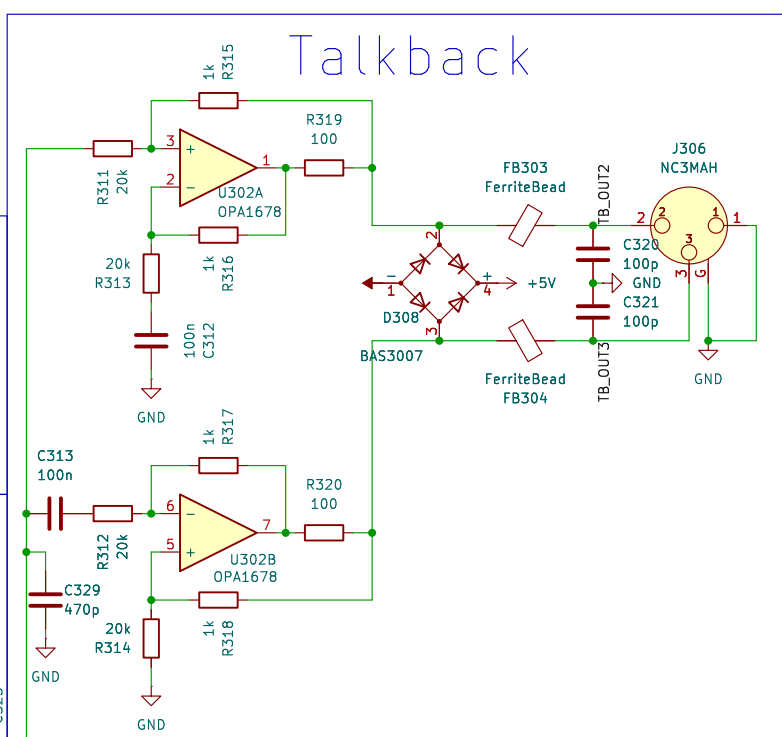 Talkback
1k
R315
R319
100
R311
20k
3
+
2
−
1
U302A
OPA1678
1k
R316
20k
R313
100n
C312
GND
FB303
FerriteBead
TB_OUT2
J306
NC3MAH
2
2
1
1
3
3
G
C320
100p
GND
C321
100p
GND
2
−
1
+
4
+5V
D308
3
BAS3007
FerriteBead
FB304
TB_OUT3
1k
R317
C313
100n
R320
100
R312
20k
6
−
5
+
7
U302B
OPA1678
C329
470p
GND
1k
R318
20k
R314
GND